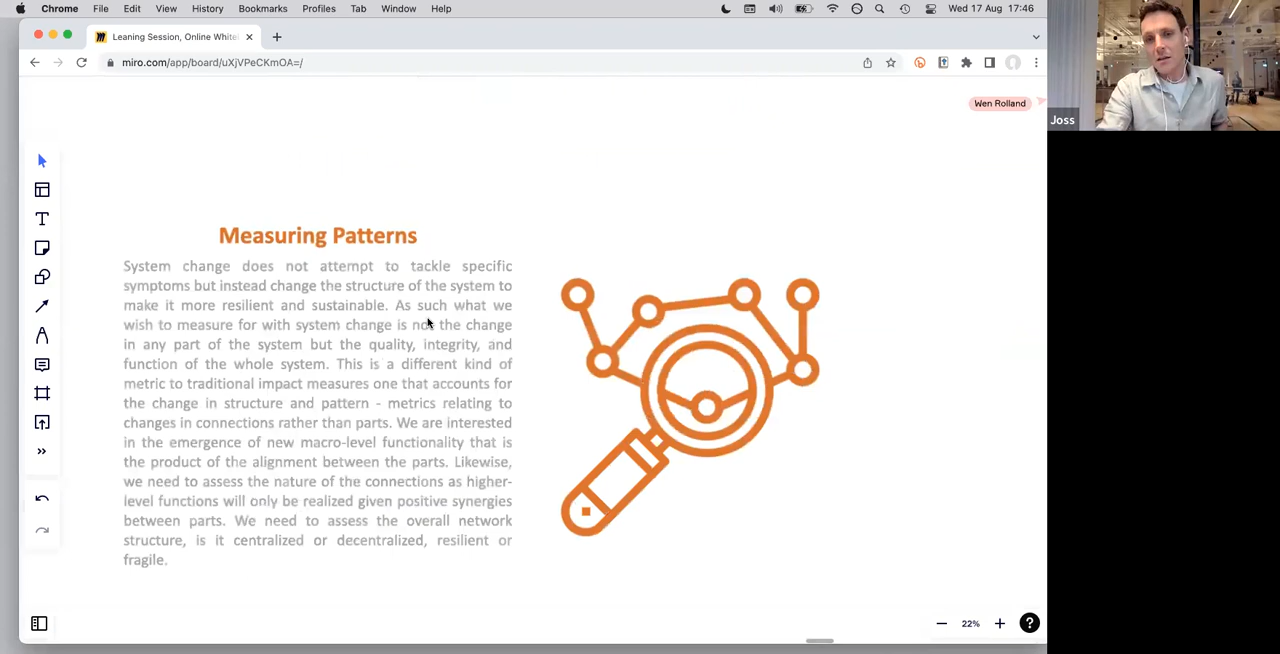 Chrome File Edit View History Bookmarks Profiles Tab Window Help Wed 17 Aug 17:46
Leaning Session, Online White
miro.com/app/board/uXjVPeCKmOA=/
Wen Rolland
Joss
Measuring Patterns
System change does not attempt to tackle specific
symptoms but instead change the structure of the system to
make it more resilient and sustainable. As such what we
wish to measure for with system change is not the change
in any part of the system but the quality, integrity, and
function of the whole system. This is a different kind of
metric to traditional impact measures one that accounts for
the change in structure and pattern - metrics relating to
changes in connections rather than parts. We are interested
in the emergence of new macro-level functionality that is
the product of the alignment between the parts. Likewise,
we need to assess the nature of the connections as higher-
level functions will only be realized given positive synergies
between parts. We need to assess the overall network
structure, is it centralized or decentralized, resilient or
fragile.
22%